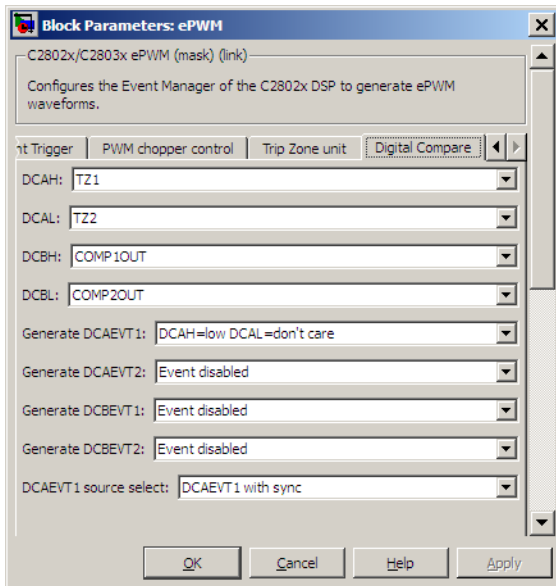 Block Parameters: ePWM
C2802x/C2803x ePWM (mask) (link)
Configures the Event Manager of the C2802x DSP to generate ePWM
waveforms.
nt Trigger PWM chopper control Trip Zone unit Digital Compare
DCAH: TZ1
DCAL: TZ2
DCBH: COMP1OUT
DCBL: COMP2OUT
Generate DCAEVT1: DCAH=low DCAL=don't care
Generate DCAEVT2: Event disabled
Generate DCBEVT1: Event disabled
Generate DCBEVT2: Event disabled
DCAEVT1 source select: DCAEVT1 with sync
OK Cancel Help Apply